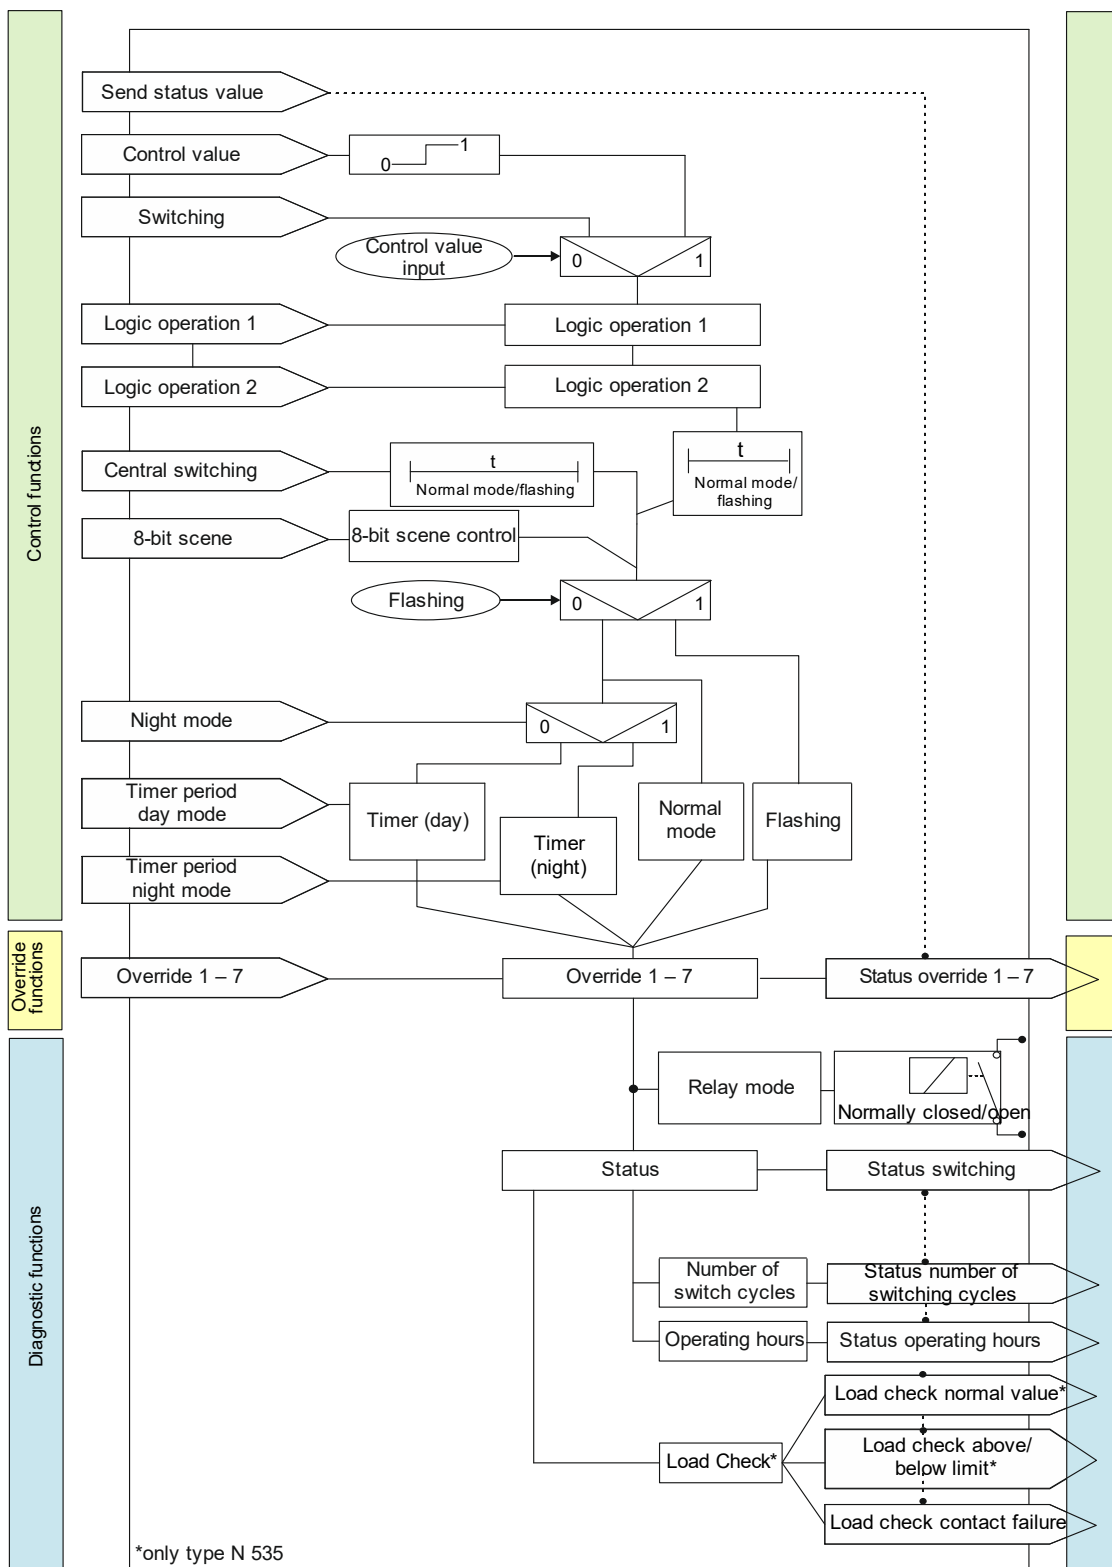 Control functions
Send status value
Control value
0
1
Switching
Control value
input
0
1
Logic operation 1
Logic operation 1
Logic operation 2
Logic operation 2
Central switching
t
Normal mode/flashing
t
Normal mode/
flashing
8-bit scene
8-bit scene control
Flashing
0
1
Night mode
0
1
Timer period
day mode
Timer (day)
Timer
(night)
Normal
mode
Flashing
Timer period
night mode
Override
functions
Override 1 – 7
Override 1 – 7
Status override 1 – 7
Diagnostic functions
Relay mode
Normally closed/open
Status
Status switching
Number of
switch cycles
Status number of
switching cycles
Operating hours
Status operating hours
Load check normal value*
Load Check*
Load check above/
below limit*
Load check contact failure
*only type N 535